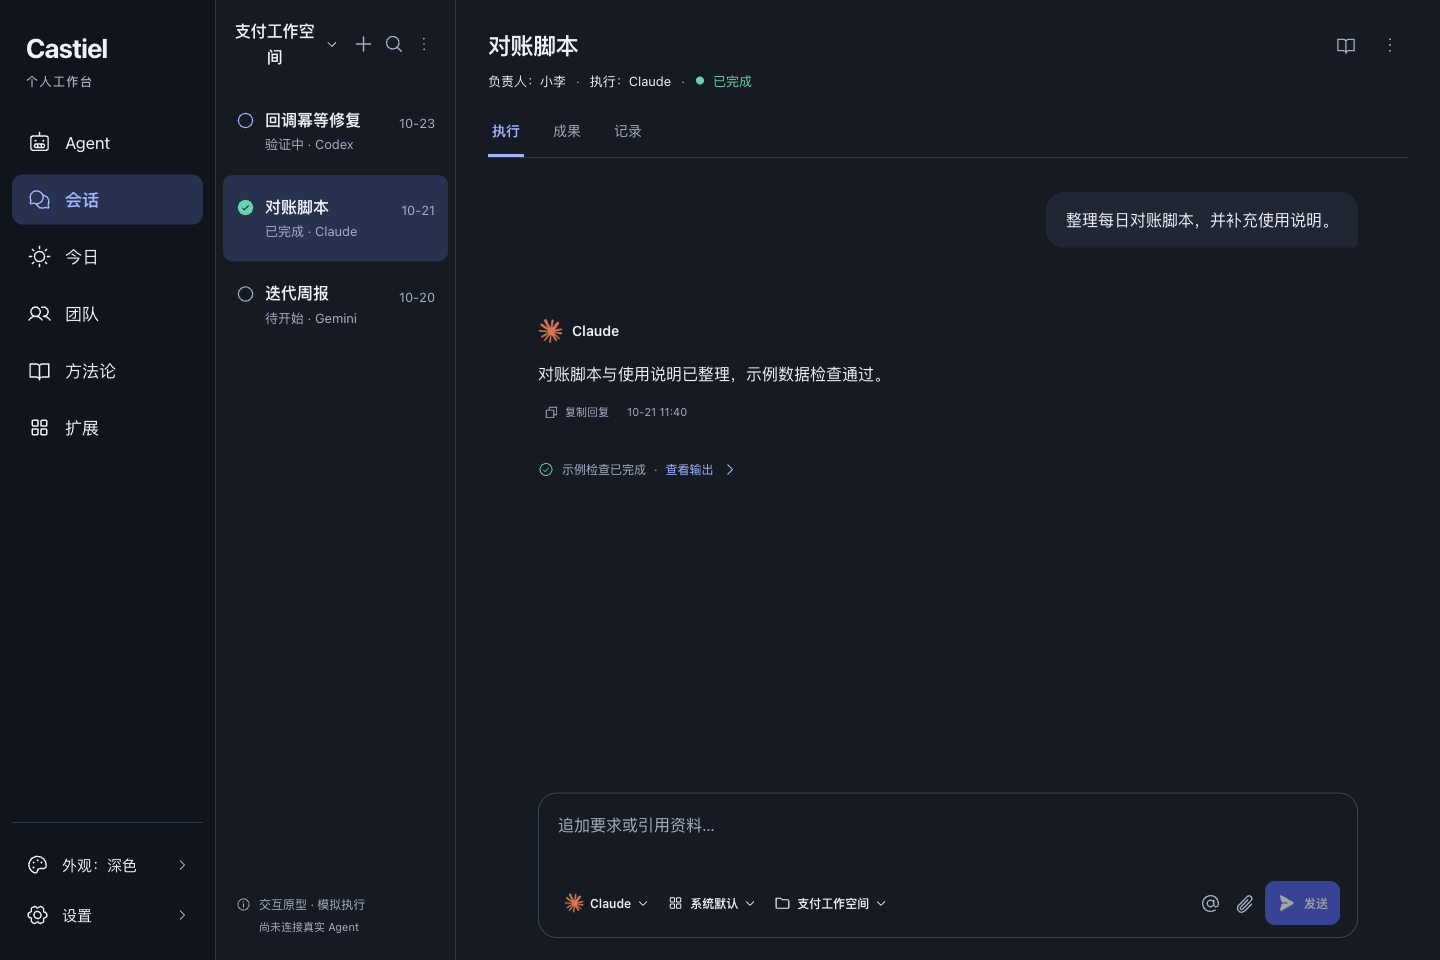 Castiel
个人工作台
Agent
会话
今日
团队
方法论
扩展
外观：深色
设置
支付工作空
间
回调幂等修复
10-23
验证中 · Codex
对账脚本
10-21
已完成 · Claude
迭代周报
10-20
待开始 · Gemini
交互原型 · 模拟执行
尚未连接真实 Agent
对账脚本
负责人：小李 · 执行：Claude · 已完成
执行 成果 记录
整理每日对账脚本，并补充使用说明。
Claude
对账脚本与使用说明已整理，示例数据检查通过。
复制回复 10-21 11:40
示例检查已完成 · 查看输出
追加要求或引用资料...
Claude 系统默认 支付工作空间 发送